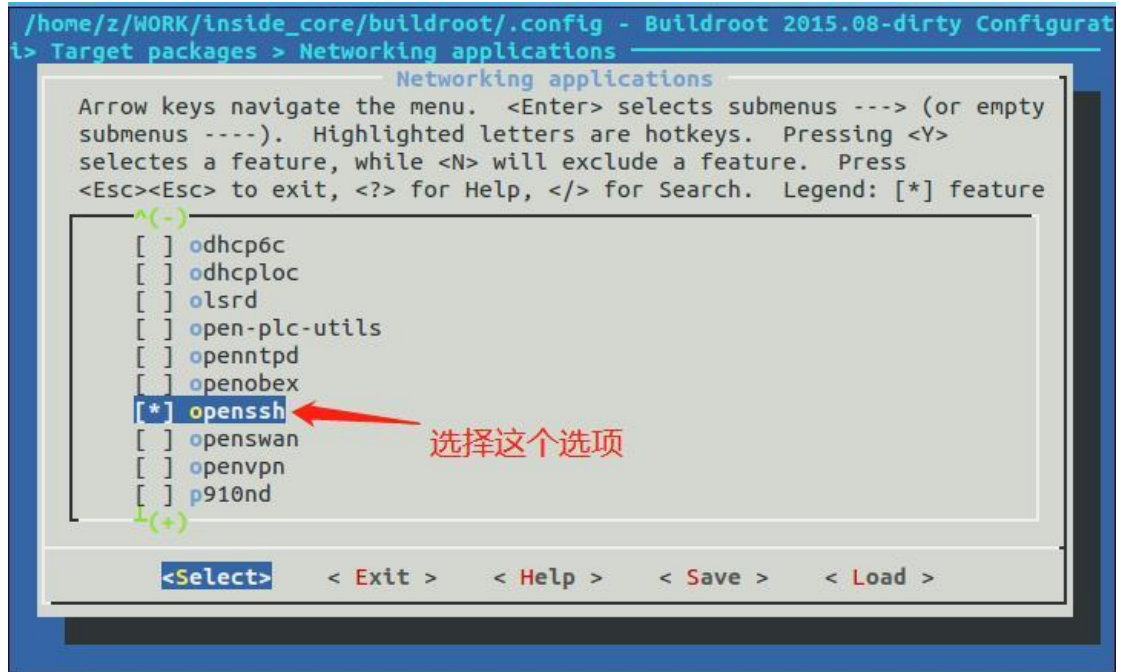 /home/z/WORK/inside_core/buildroot/.config - Buildroot 2015.08-dirty Configurat
i> Target packages > Networking applications
Networking applications
Arrow keys navigate the menu. <Enter> selects submenus ---> (or empty
submenus ----). Highlighted letters are hotkeys. Pressing <Y>
selectes a feature, while <N> will exclude a feature. Press
<Esc><Esc> to exit, <?> for Help, </> for Search. Legend: [*] feature
^(-)
[ ] odhcp6c
[ ] odhcploc
[ ] olsrd
[ ] open-plc-utils
[ ] openntpd
[ ] openobex
[*] openssh
选择这个选项
[ ] openswan
[ ] openvpn
[ ] p910nd
┴(+)
<Select> < Exit > < Help > < Save > < Load >